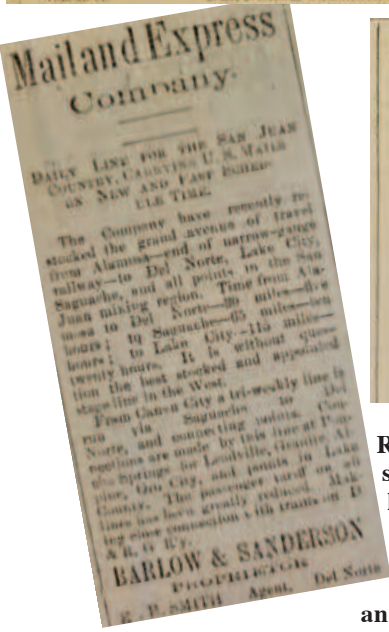 Mail and Express
Company.
DAILY LINE FOR THE SAN JUAN
COUNTRY, CARRYING U. S. MAILS
ON NEW AND FAST SCHED-
ULE TIME.
The Company have recently re-
stocked the grand avenue of travel
from Alamosa—end of narrow-gauge
railway—to Del Norte, Lake City,
Saguache, and all points in the San
Juan mining region. Time from Ala-
mosa to Del Norte— miles—five
hours; to Saguache—65 miles—ten
hours; to Lake City—115 miles—
twenty hours. It is without ques-
tion the best stocked and appointed
stage line in the West.
From Canon City a tri-weekly line is
run via Saguache to Del
Norte, and connecting points. Con-
nections are made by this line at
Springs for Leadville, Granite, Al-
pine, Oro City, and points in Lake
County. The passenger tariff on all
lines has been greatly reduced. Mak-
ing close connection with trains on D
& R. G R'y.
BARLOW & SANDERSON
PROPRIETOR
SMITH Agent, Del Norte
R
s
an